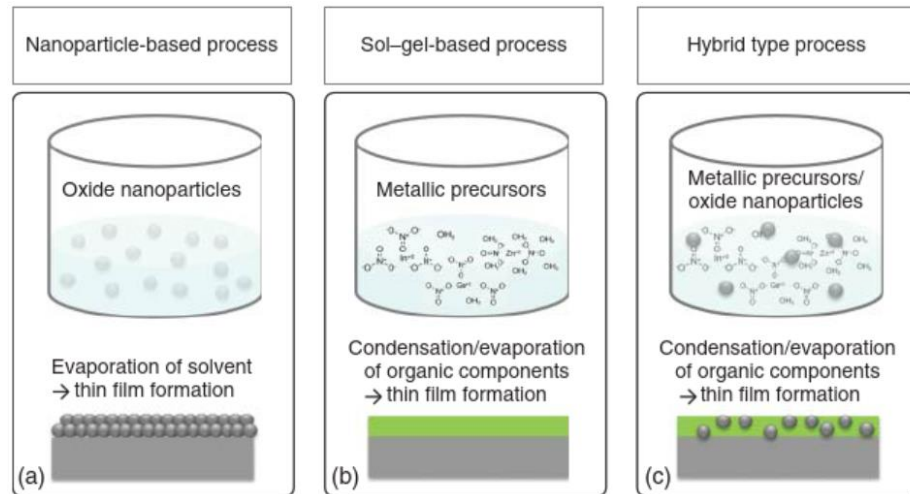 Nanoparticle-based process
Sol–gel-based process
Hybrid type process
Oxide nanoparticles
Evaporation of solvent
→ thin film formation
(a)
Metallic precursors
Condensation/evaporation
of organic components
→ thin film formation
(b)
Metallic precursors/
oxide nanoparticles
Condensation/evaporation
of organic components
→ thin film formation
(c)